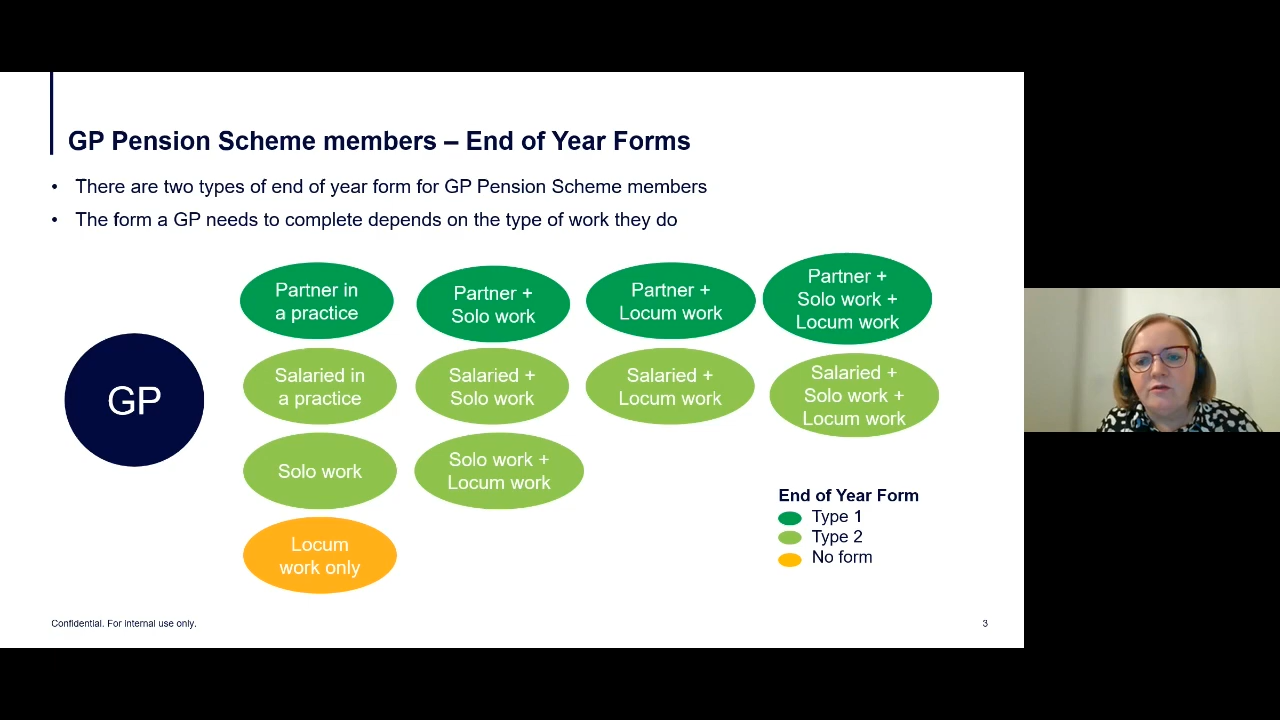 GP Pension Scheme members – End of Year Forms
• There are two types of end of year form for GP Pension Scheme members
• The form a GP needs to complete depends on the type of work they do
GP
Partner in
a practice
Partner +
Solo work
Partner +
Locum work
Partner +
Solo work +
Locum work
Salaried in
a practice
Salaried +
Solo work
Salaried +
Locum work
Salaried +
Solo work +
Locum work
Solo work
Solo work +
Locum work
Locum
work only
End of Year Form
Type 1
Type 2
No form
Confidential. For internal use only.
3